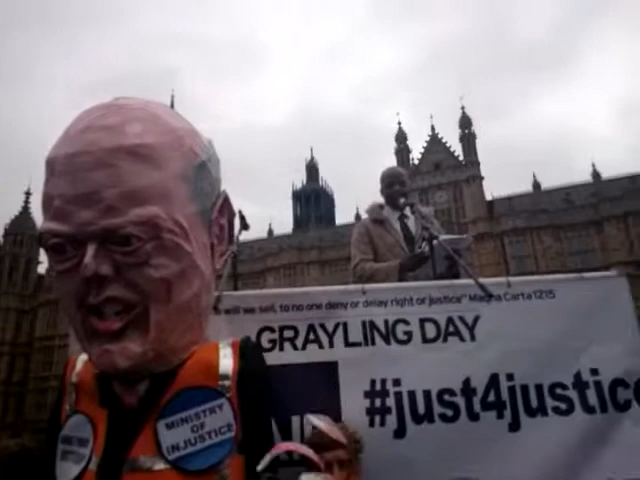 will we sell, to no one deny or delay right or justice" Magna Carta 1215
GRAYLING DAY
#just4justice
MINISTRY
OF
INJUSTICE